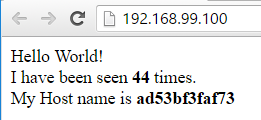 192.168.99.100
Hello World!
I have been seen 44 times.
My Host name is ad53bf3faf73